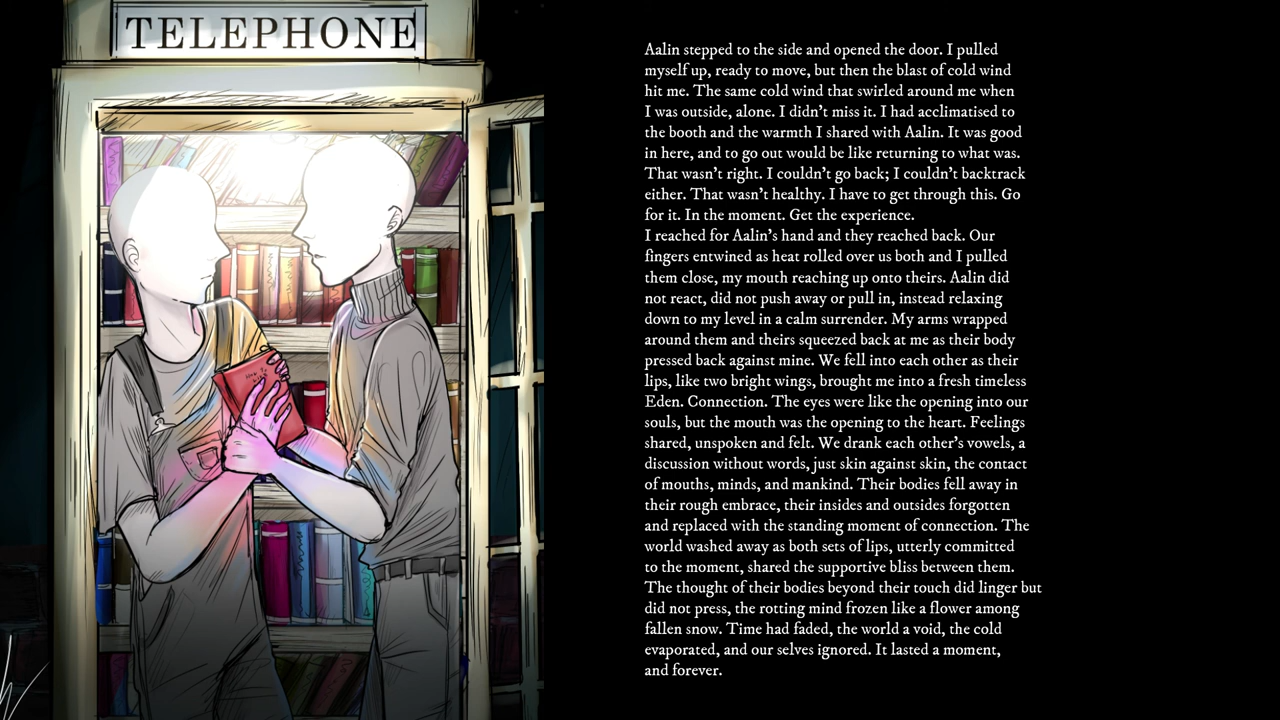 TELEPHONE
Aalin stepped to the side and opened the door. I pulled
myself up, ready to move, but then the blast of cold wind
hit me. The same cold wind that swirled around me when
I was outside, alone. I didn't miss it. I had acclimatised to
the booth and the warmth I shared with Aalin. It was good
in here, and to go out would be like returning to what was.
That wasn't right. I couldn't go back; I couldn't backtrack
either. That wasn't healthy. I have to get through this. Go
for it. In the moment. Get the experience.
I reached for Aalin's hand and they reached back. Our
fingers entwined as heat rolled over us both and I pulled
them close, my mouth reaching up onto theirs. Aalin did
not react, did not push away or pull in, instead relaxing
down to my level in a calm surrender. My arms wrapped
around them and theirs squeezed back at me as their body
pressed back against mine. We fell into each other as their
lips, like two bright wings, brought me into a fresh timeless
Eden. Connection. The eyes were like the opening into our
souls, but the mouth was the opening to the heart. Feelings
shared, unspoken and felt. We drank each other's vowels, a
discussion without words, just skin against skin, the contact
of mouths, minds, and mankind. Their bodies fell away in
their rough embrace, their insides and outsides forgotten
and replaced with the standing moment of connection. The
world washed away as both sets of lips, utterly committed
to the moment, shared the supportive bliss between them.
The thought of their bodies beyond their touch did linger but
did not press, the rotting mind frozen like a flower among
fallen snow. Time had faded, the world a void, the cold
evaporated, and our selves ignored. It lasted a moment,
and forever.